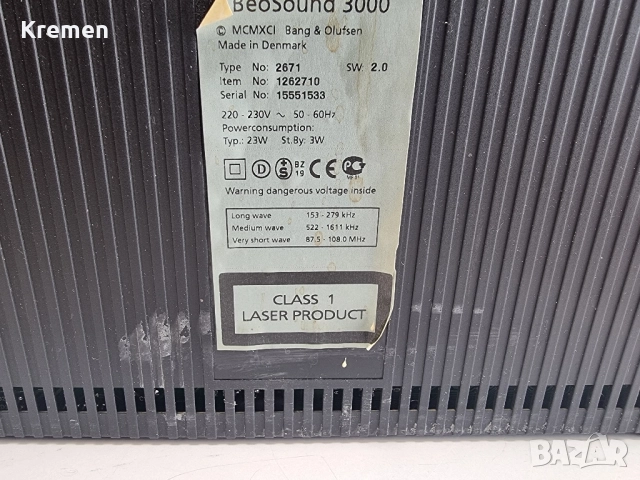 Kremen
BeoSound 3000
© MCMXCI Bang & Olufsen
Made in Denmark
Type No: 2671 SW: 2.0
Item No: 1262710
Serial No: 15551533
220 - 230V ~ 50 - 60Hz
Powerconsumption:
Typ.: 23W St.By: 3W
D S BZ 19 CE
Warning dangerous voltage inside
Long wave 153 - 279 kHz
Medium wave 522 - 1611 kHz
Very short wave 87.5 - 108.0 MHz
CLASS 1
LASER PRODUCT
BAZAR